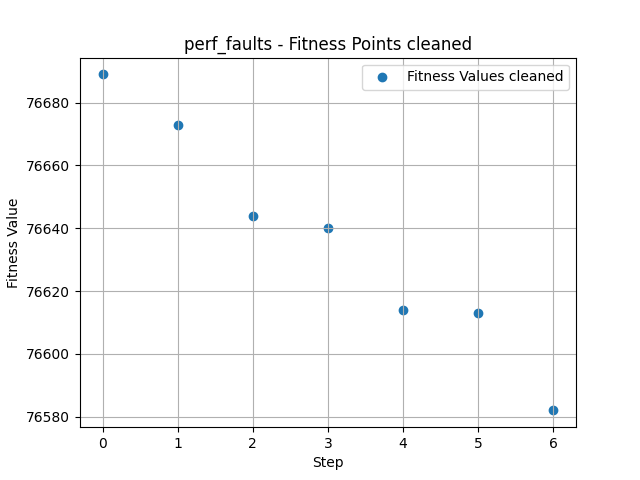 perf_faults - Fitness Points cleaned
Fitness Values cleaned
76680
76660
76640
76620
76600
76580
Fitness Value
0 1 2 3 4 5 6
Step